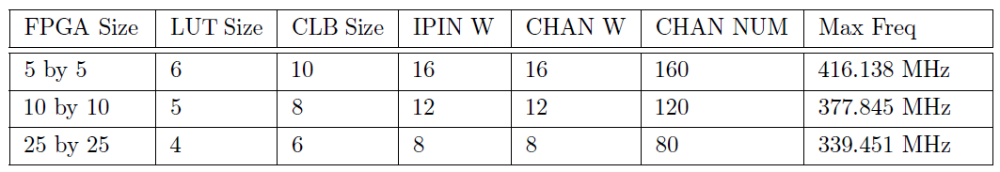 FPGA Size LUT Size CLB Size IPIN W CHAN W CHAN NUM Max Freq
5 by 5 6 10 16 16 160 416.138 MHz
10 by 10 5 8 12 12 120 377.845 MHz
25 by 25 4 6 8 8 80 339.451 MHz